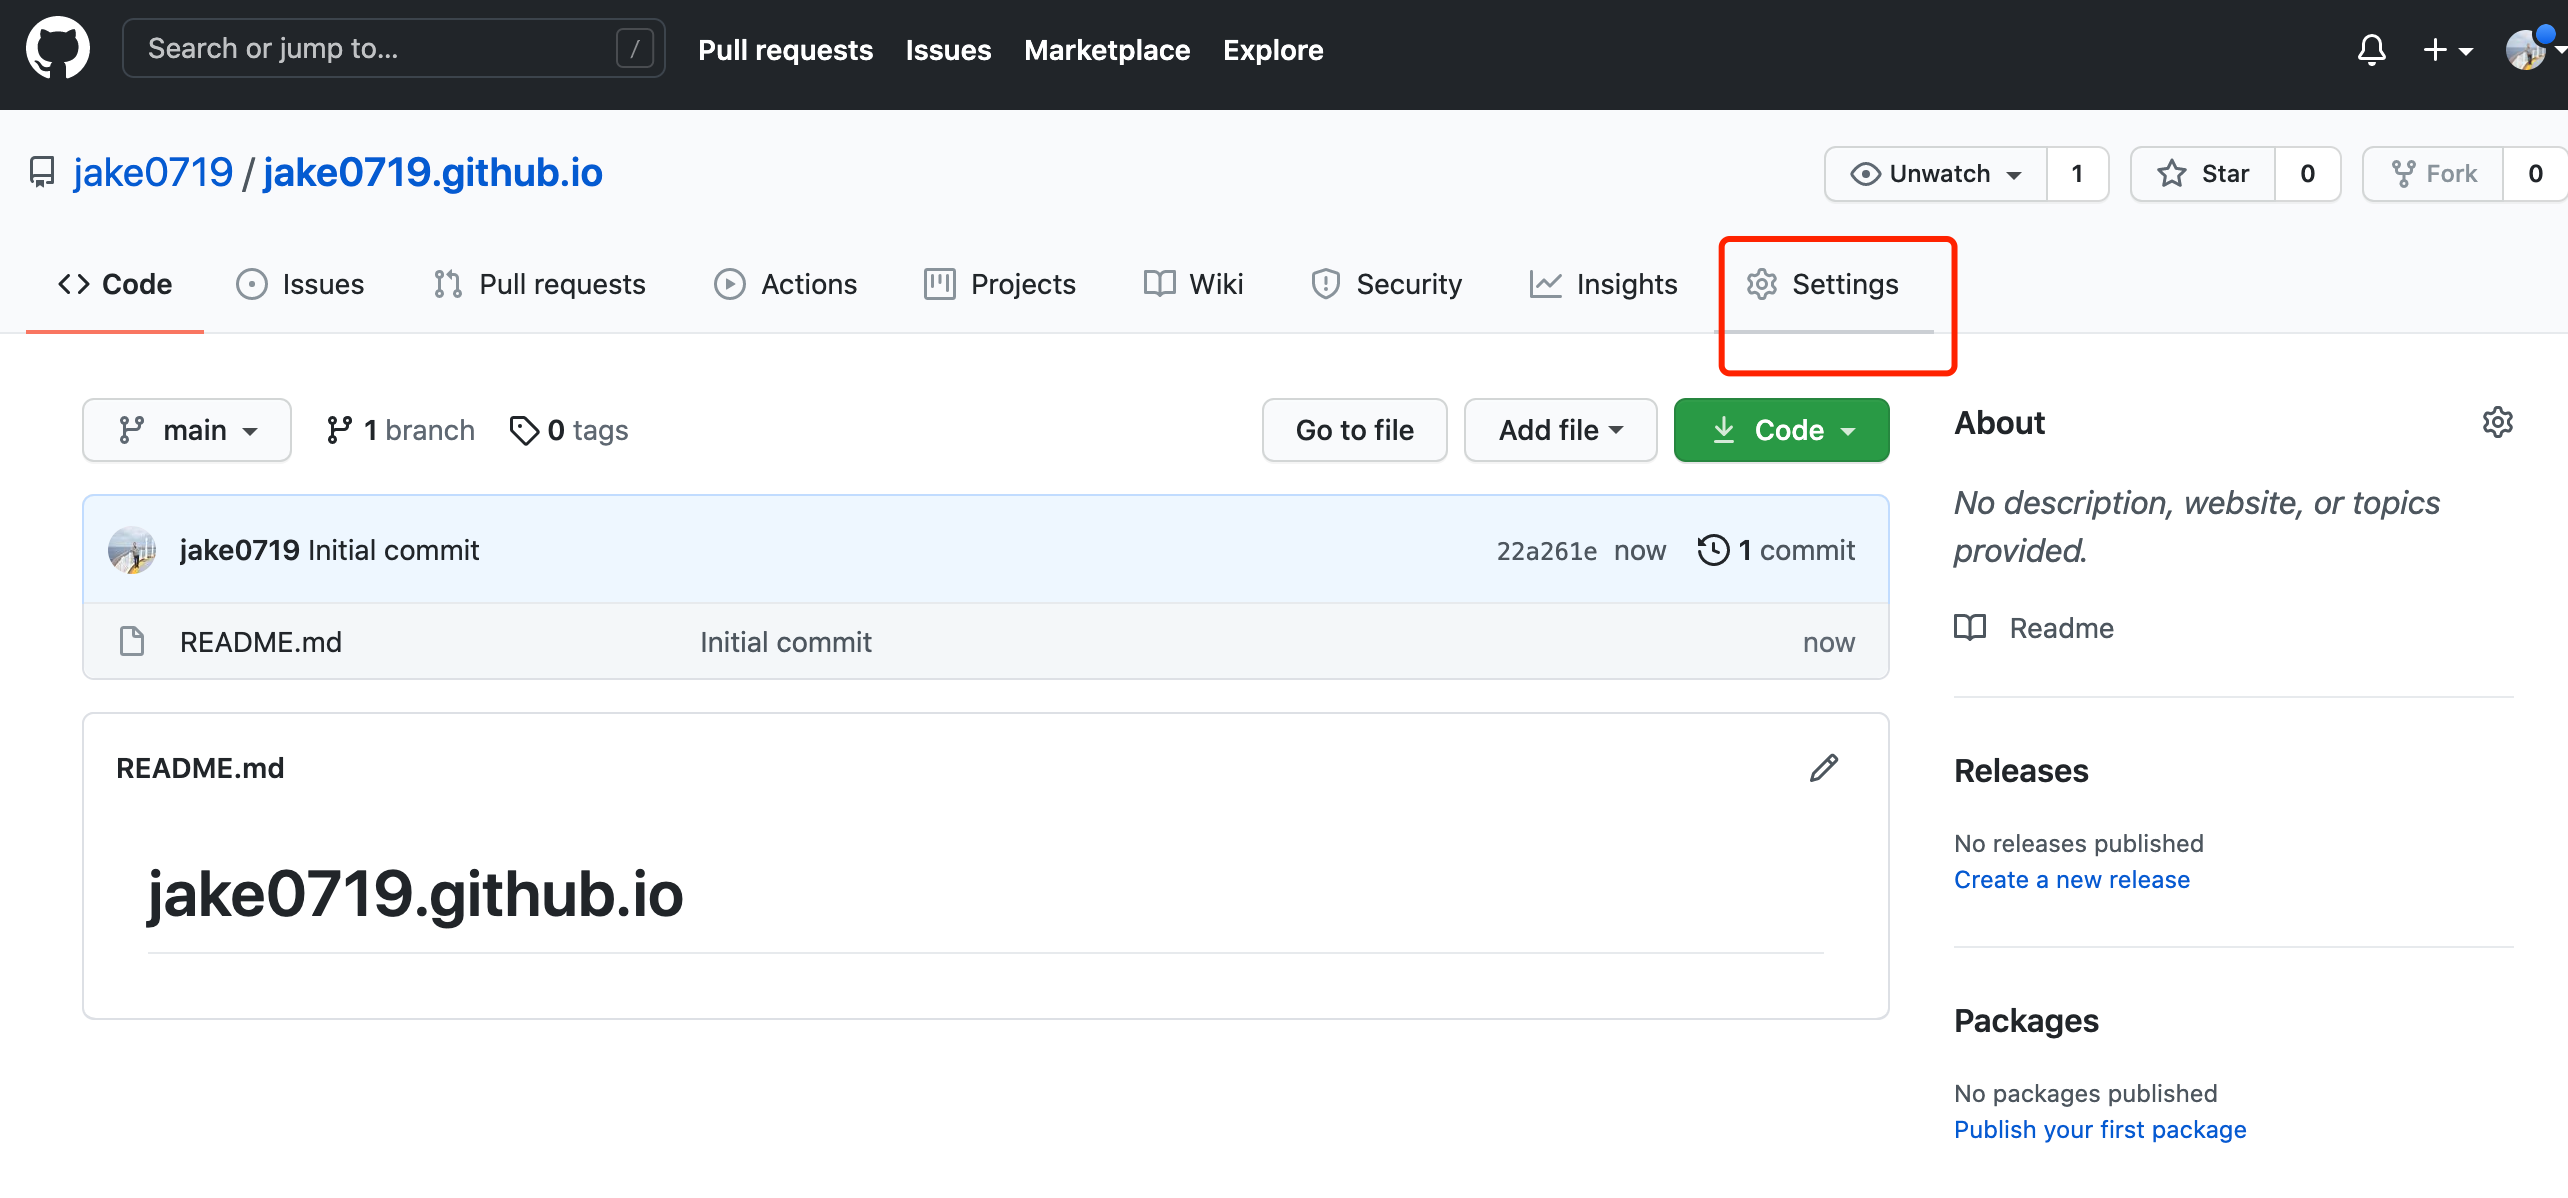 Search or jump to... /
Pull requests Issues Marketplace Explore
jake0719 / jake0719.github.io
Unwatch 1 Star 0 Fork 0
Code Issues Pull requests Actions Projects Wiki Security Insights Settings
main 1 branch 0 tags Go to file Add file Code
jake0719 Initial commit 22a261e now 1 commit
README.md Initial commit now
README.md
jake0719.github.io
About
No description, website, or topics
provided.
Readme
Releases
No releases published
Create a new release
Packages
No packages published
Publish your first package